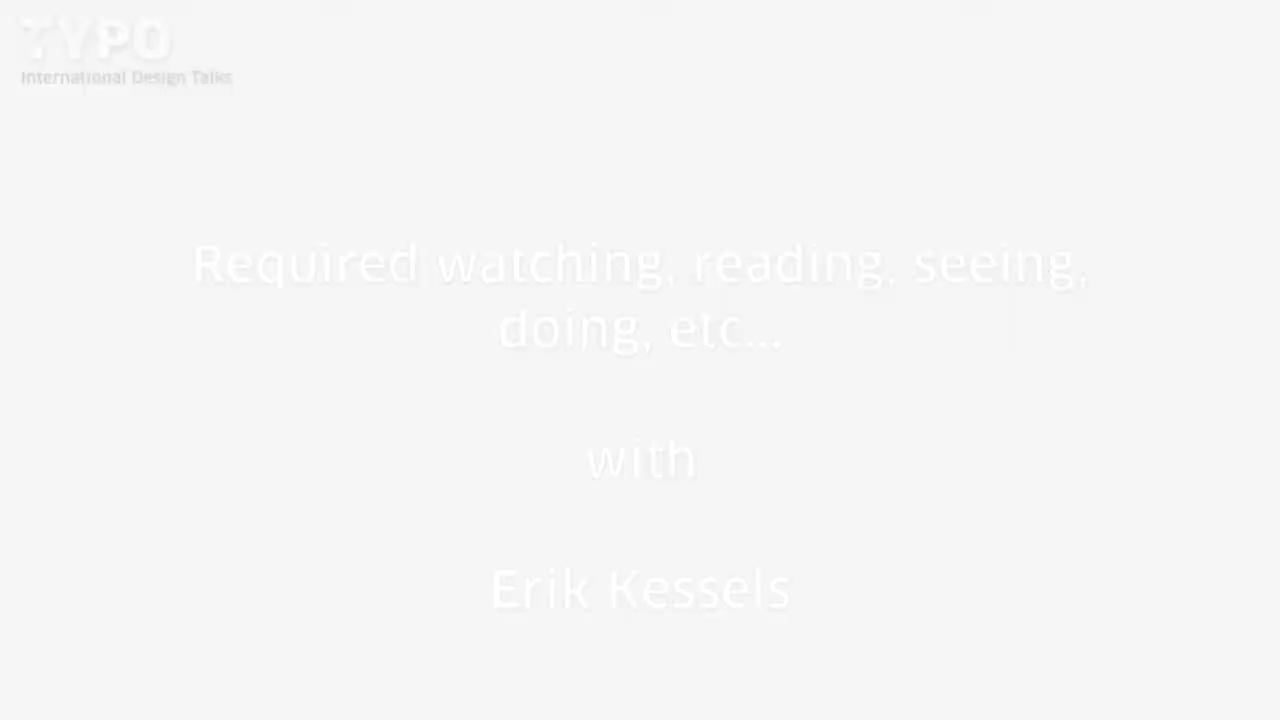 TYPO
International Design Talks
Required watching, reading, seeing,
doing, etc...
with
Erik Kessels